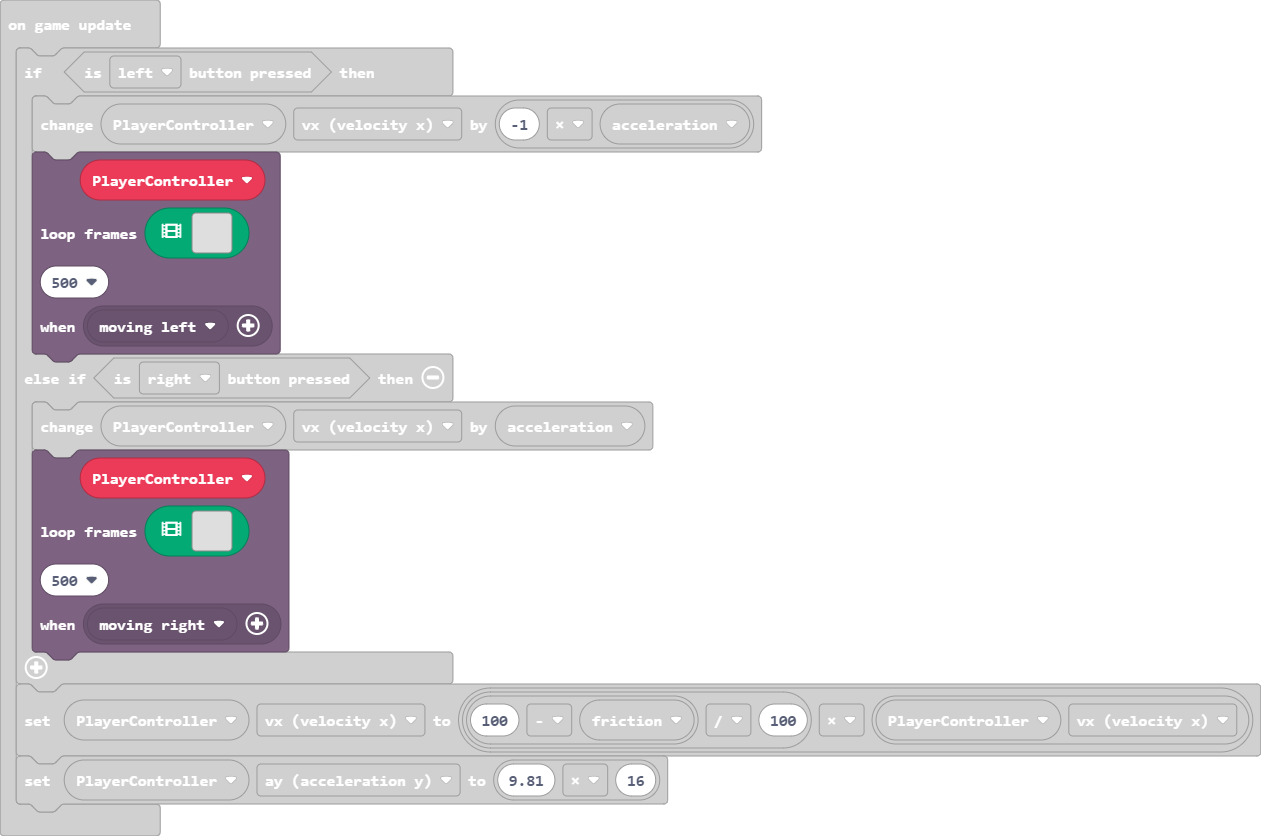 on game update
if is left button pressed then
change PlayerController vx (velocity x) by -1 × acceleration
PlayerController
loop frames
500
when moving left
else if is right button pressed then
change PlayerController vx (velocity x) by acceleration
PlayerController
loop frames
500
when moving right
set PlayerController vx (velocity x) to 100 - friction / 100 × PlayerController vx (velocity x)
set PlayerController ay (acceleration y) to 9.81 × 16